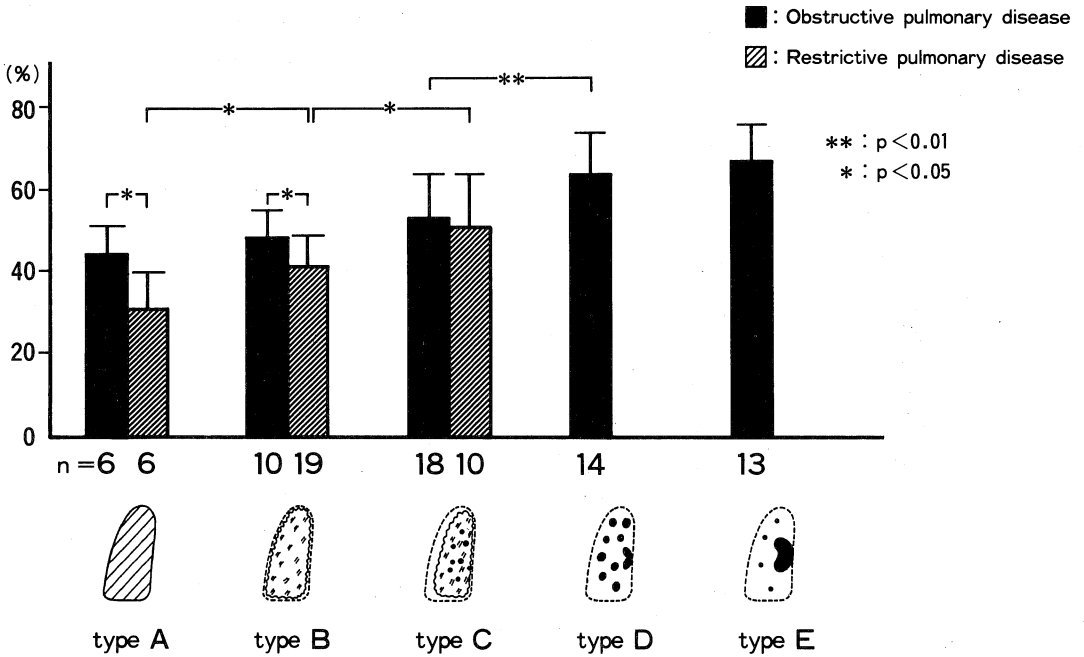 ■ : Obstructive pulmonary disease
▨ : Restrictive pulmonary disease
(%)
80
60
40
20
0
**
* *
* *
** : p<0.01
* : p<0.05
n =6 6 10 19 18 10 14 13
type A type B type C type D type E